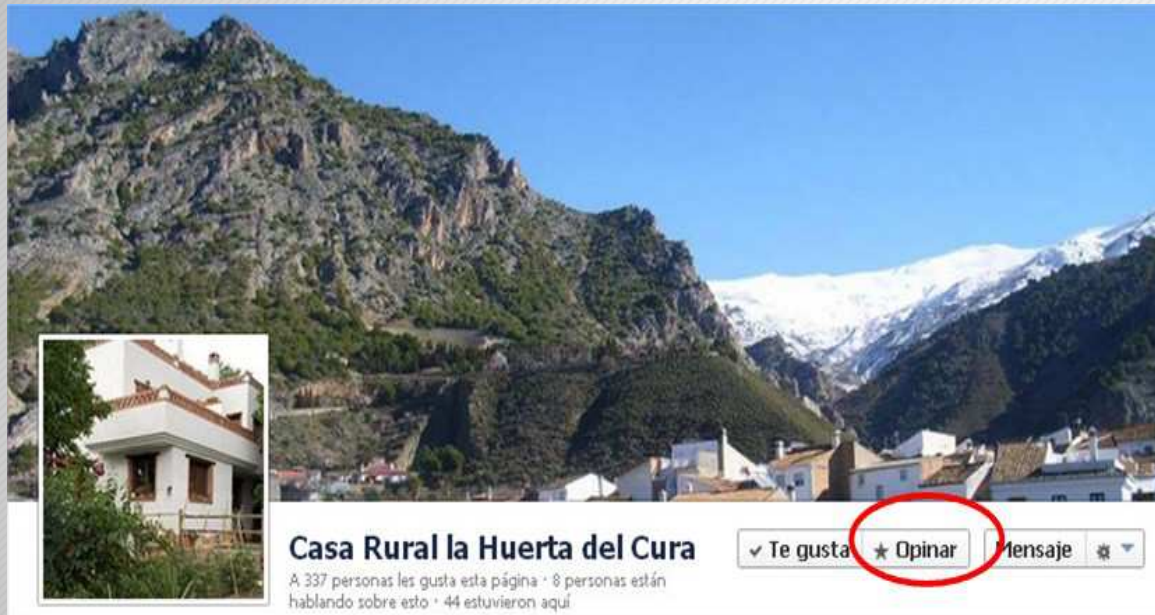 Casa Rural la Huerta del Cura
Te gusta
Opinar
Mensaje
A 337 personas les gusta esta página · 8 personas están
hablando sobre esto · 44 estuvieron aquí